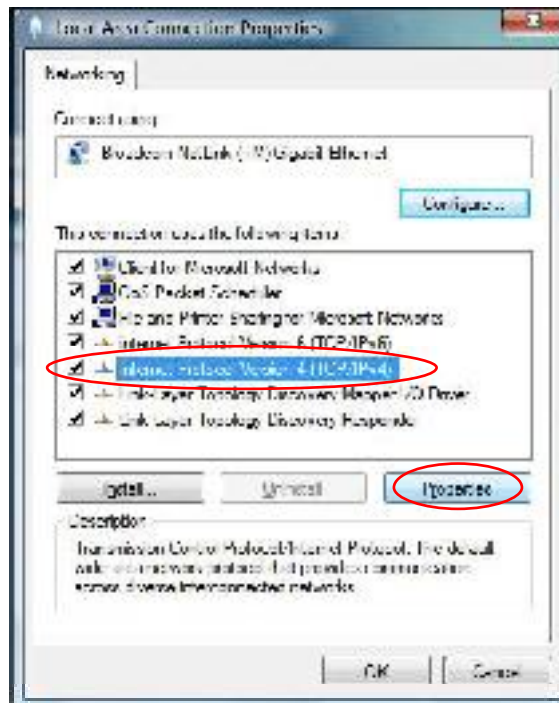 Local Area Connection Properties
Networking
Connect using:
Broadcom NetLink (TM) Gigabit Ethernet
Configure...
This connection uses the following items:
Client for Microsoft Networks
QoS Packet Scheduler
File and Printer Sharing for Microsoft Networks
Internet Protocol Version 6 (TCP/IPv6)
Internet Protocol Version 4 (TCP/IPv4)
Link-Layer Topology Discovery Mapper I/O Driver
Link-Layer Topology Discovery Responder
Install...
Uninstall
Properties
Description
Transmission Control Protocol/Internet Protocol. The default
wide area network protocol that provides communication
across diverse interconnected networks.
OK
Cancel